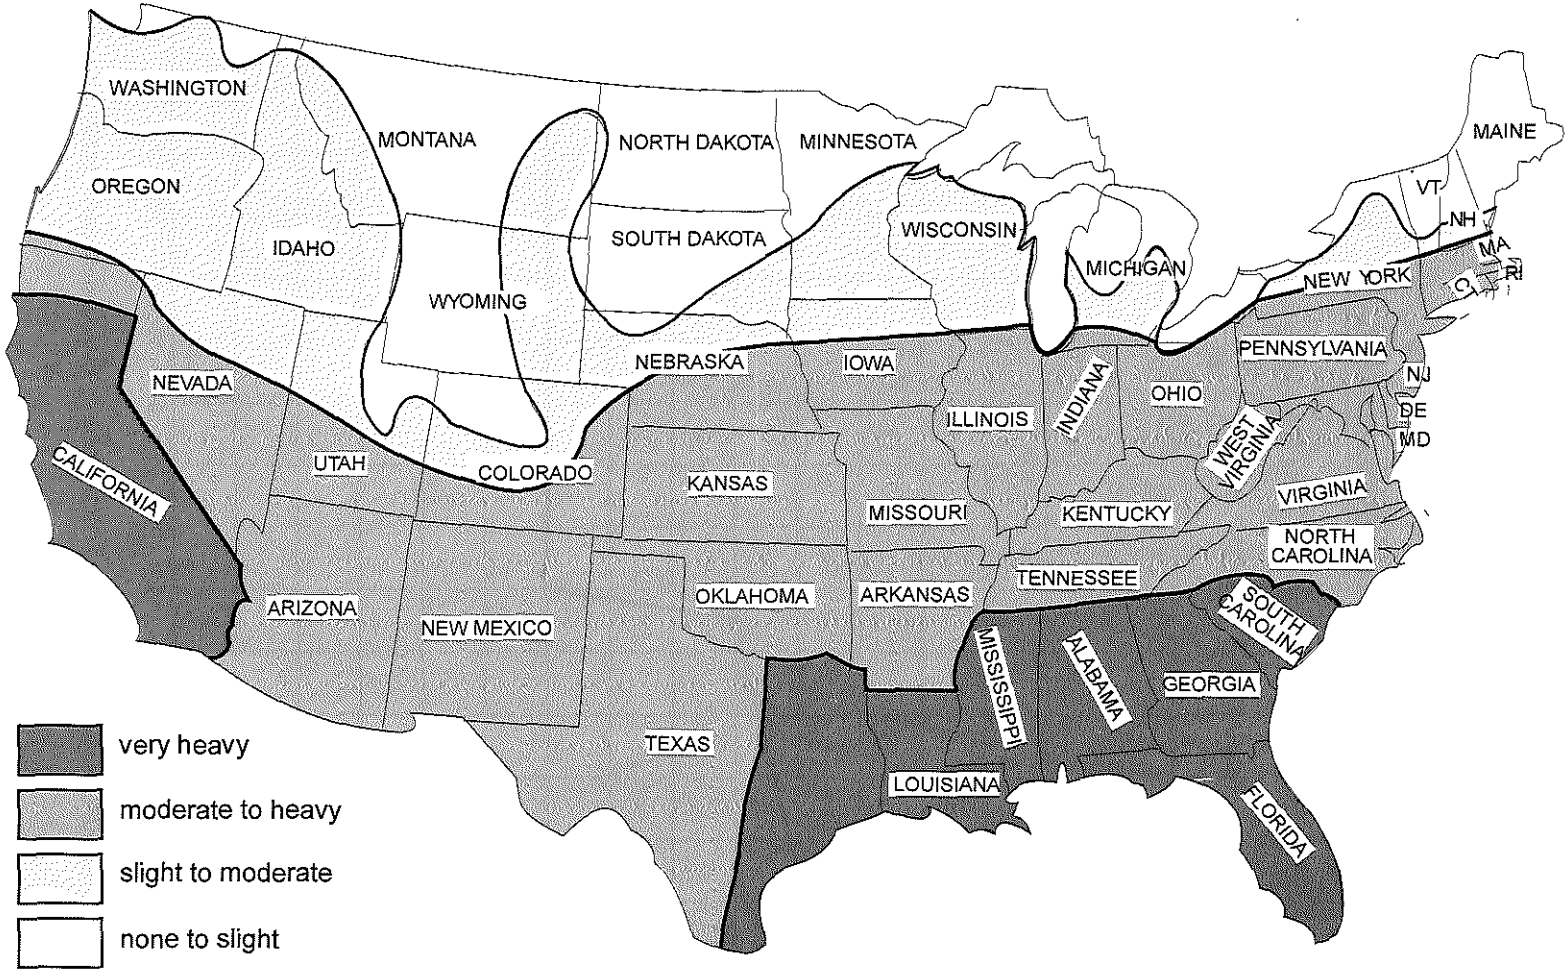 WASHINGTON
MONTANA
NORTH DAKOTA
MINNESOTA
MAINE
OREGON
VT
NH
IDAHO
SOUTH DAKOTA
WISCONSIN
MICHIGAN
MA
NEW YORK
CT
RI
WYOMING
NEBRASKA
IOWA
PENNSYLVANIA
NJ
NEVADA
INDIANA
OHIO
DE
MD
ILLINOIS
WEST
VIRGINIA
UTAH
COLORADO
KANSAS
CALIFORNIA
MISSOURI
KENTUCKY
VIRGINIA
NORTH
CAROLINA
ARIZONA
NEW MEXICO
OKLAHOMA
ARKANSAS
TENNESSEE
SOUTH
CAROLINA
MISSISSIPPI
ALABAMA
GEORGIA
TEXAS
LOUISIANA
FLORIDA
very heavy
moderate to heavy
slight to moderate
none to slight